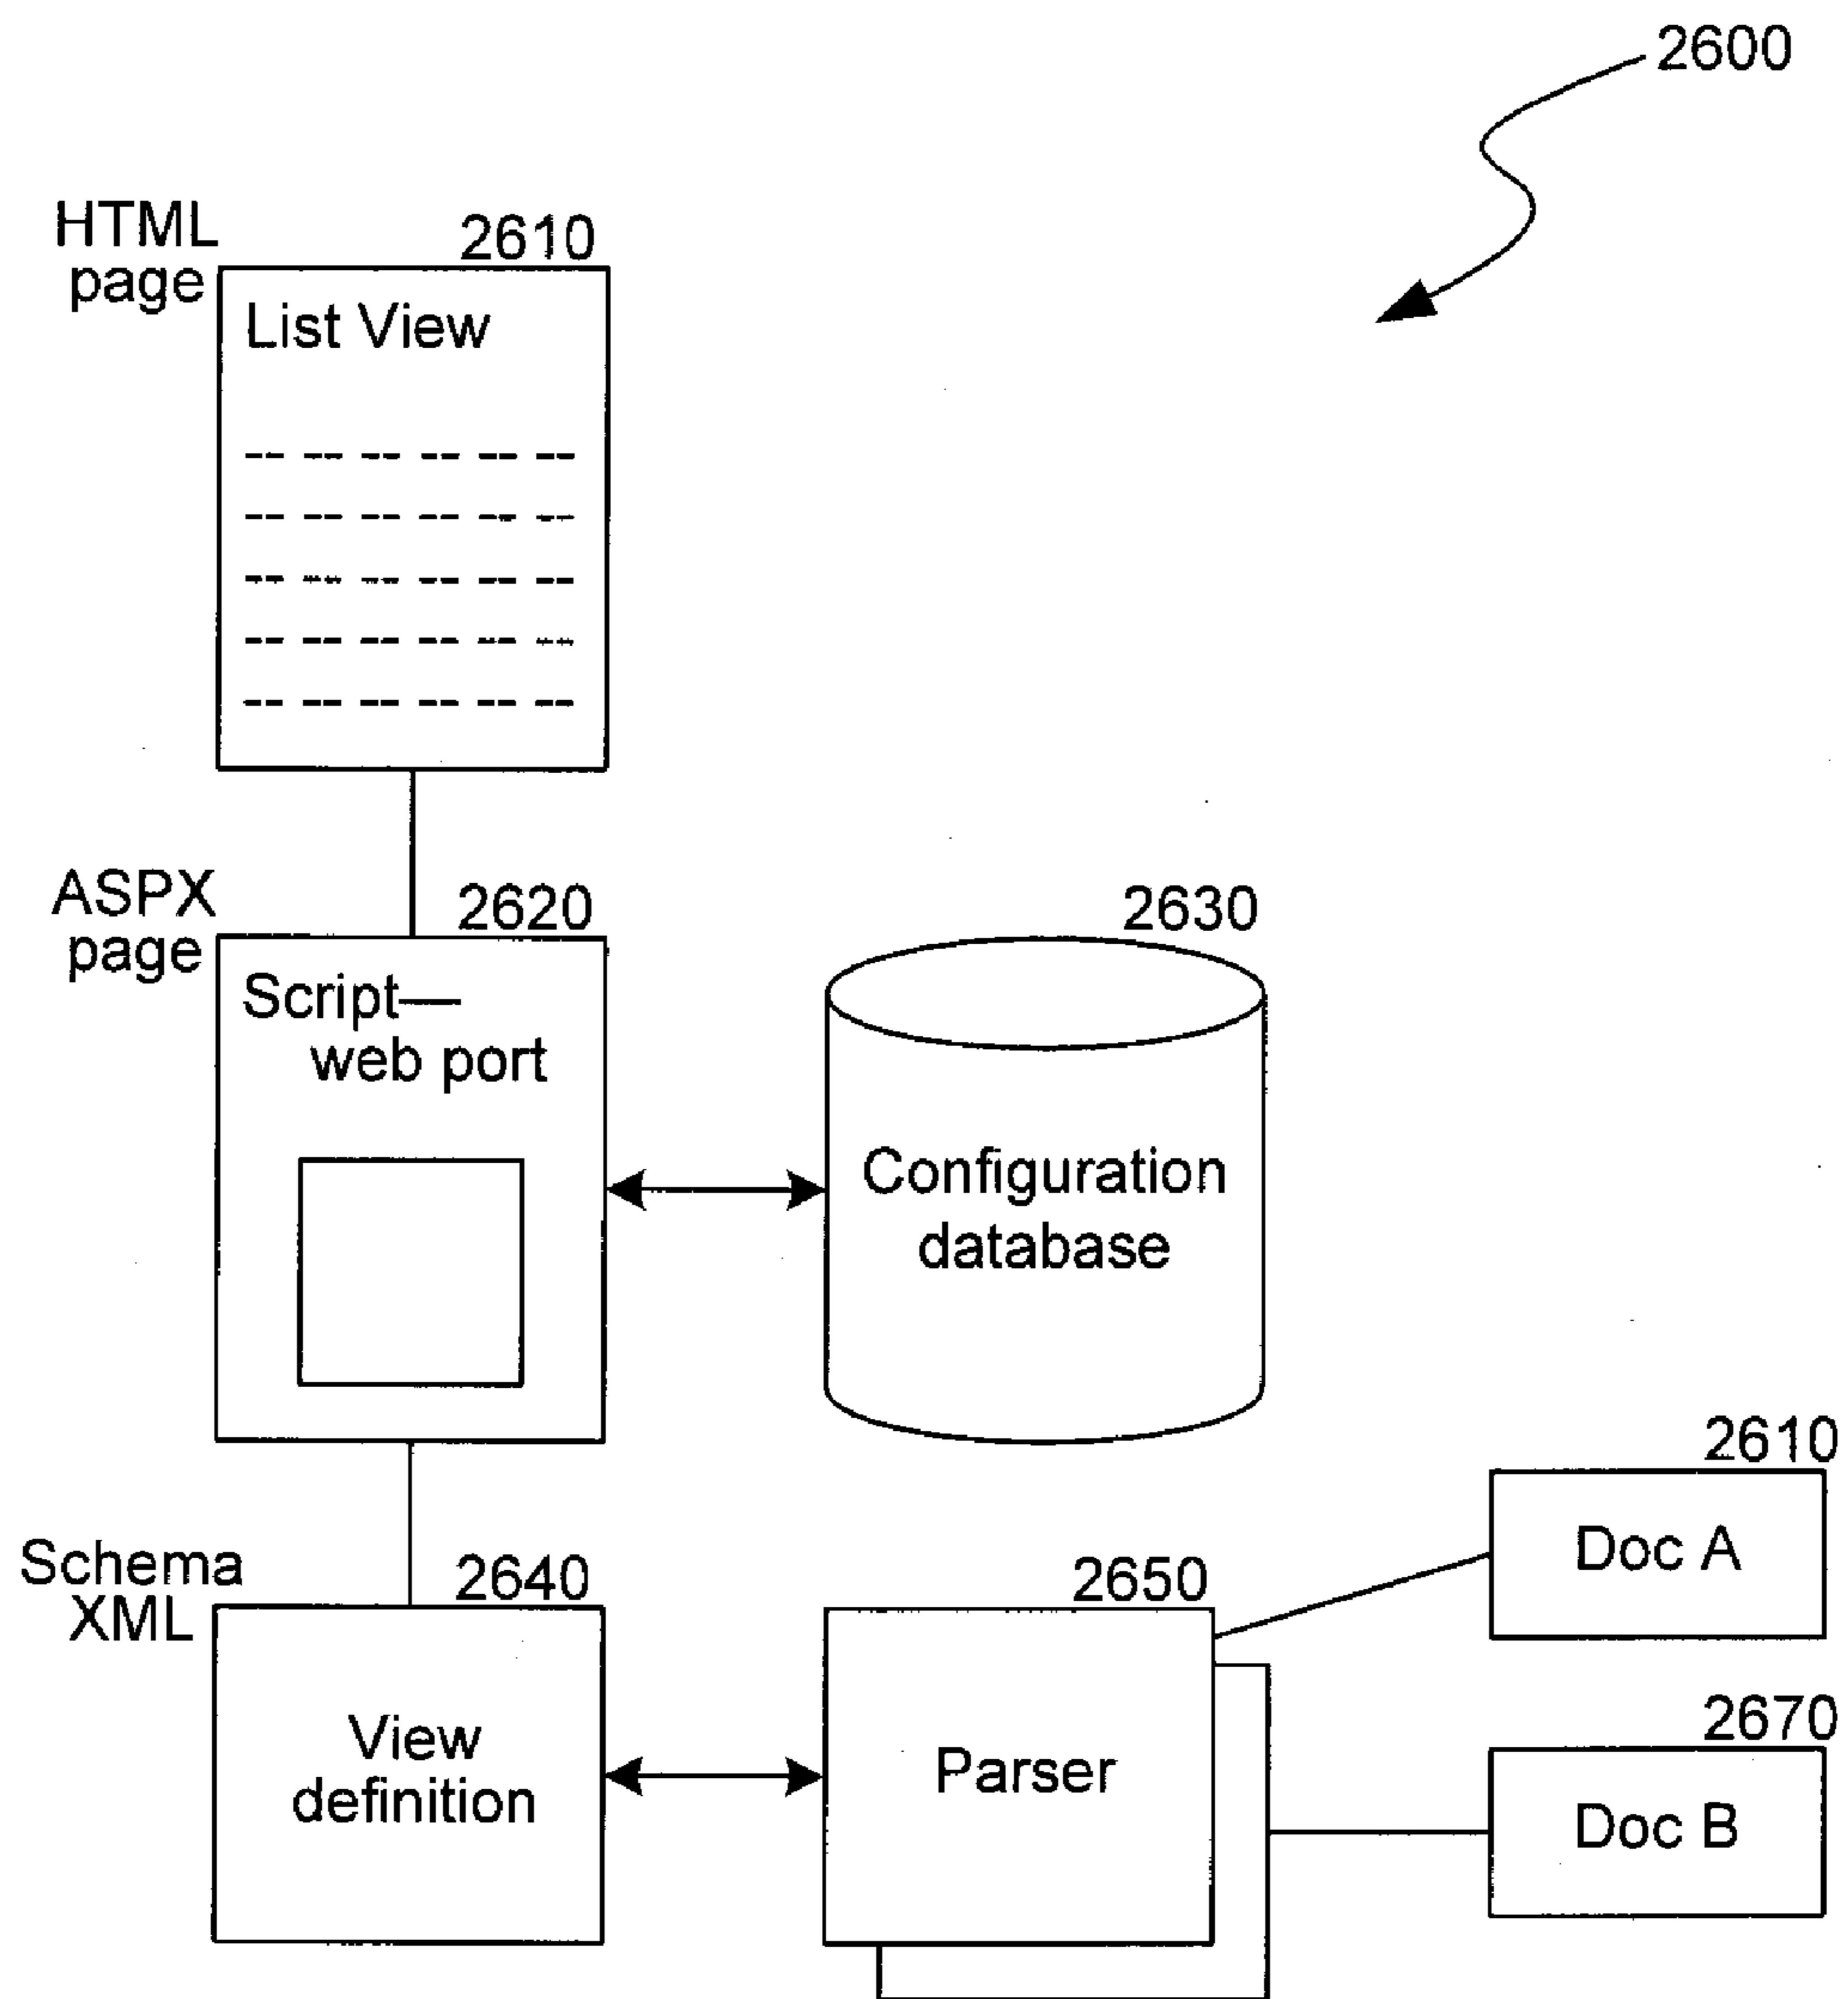 2600
HTML
page
2610
List View
ASPX
page
2620
Script—
web port
2630
Configuration
database
2610
Doc A
Schema
XML
2640
View
definition
2650
Parser
2670
Doc B